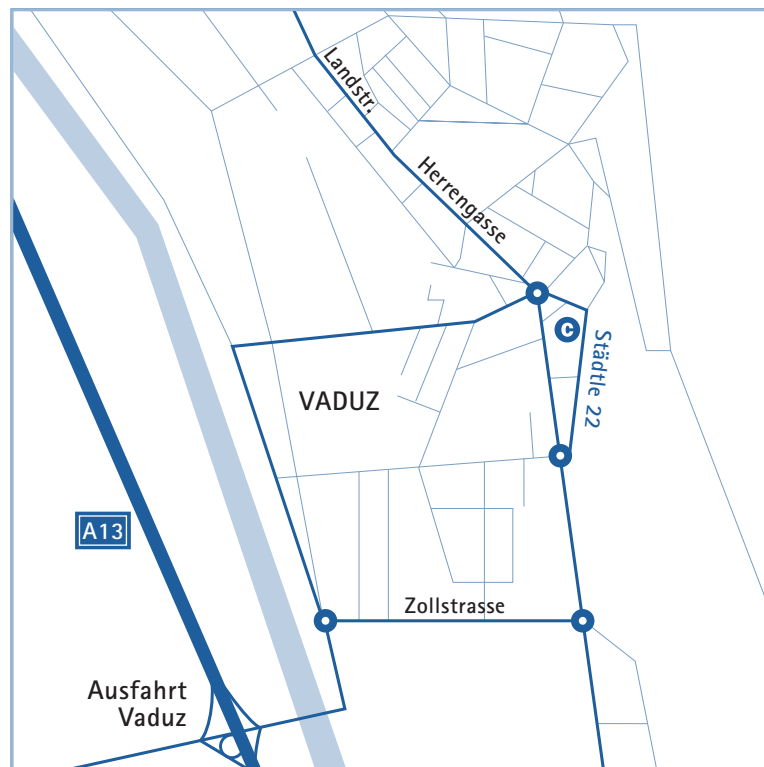 Landstr.
Herrengasse
C
Städtle 22
VADUZ
A13
Zollstrasse
Ausfahrt
Vaduz